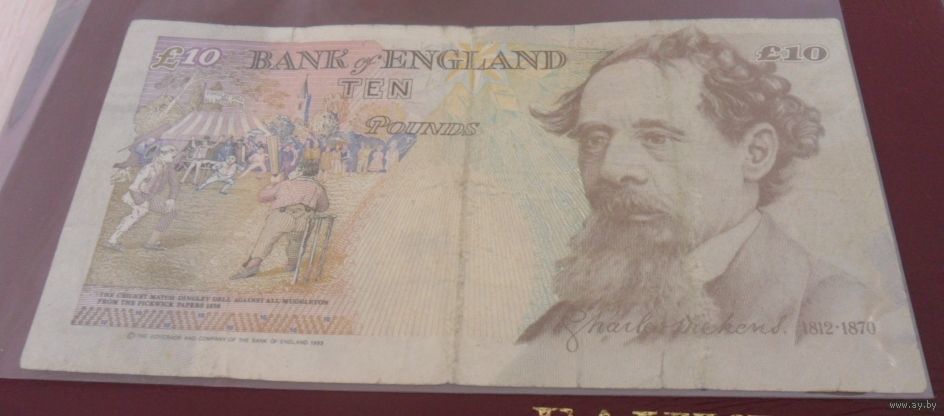 £10 BANK of ENGLAND £10
TEN
POUNDS
THE CRICKET MATCH DINGLEY DELL AGAINST ALL MUGGLETON
FROM THE PICKWICK PAPERS 1836
© THE GOVERNOR AND COMPANY OF THE BANK OF ENGLAND 1993
Charles Dickens. 1812-1870
www.ay.by